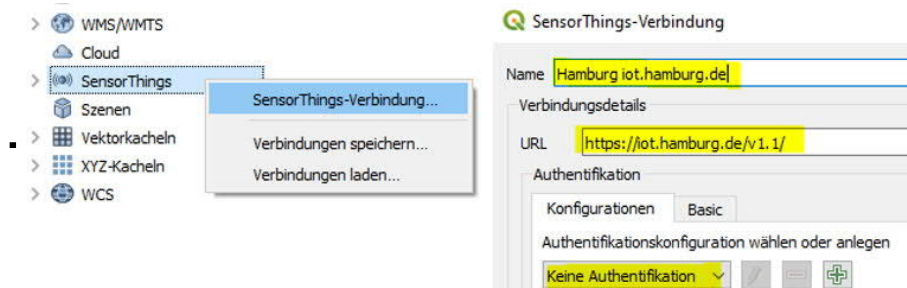 WMS/WMTS
Cloud
SensorThings
Szenen
Vektorkacheln
XYZ-Kacheln
WCS
SensorThings-Verbindung...
Verbindungen speichern...
Verbindungen laden...
SensorThings-Verbindung
Name Hamburg iot.hamburg.de
Verbindungsdetails
URL https://iot.hamburg.de/v1.1/
Authentifikation
Konfigurationen Basic
Authentifikationskonfiguration wählen oder anlegen
Keine Authentifikation